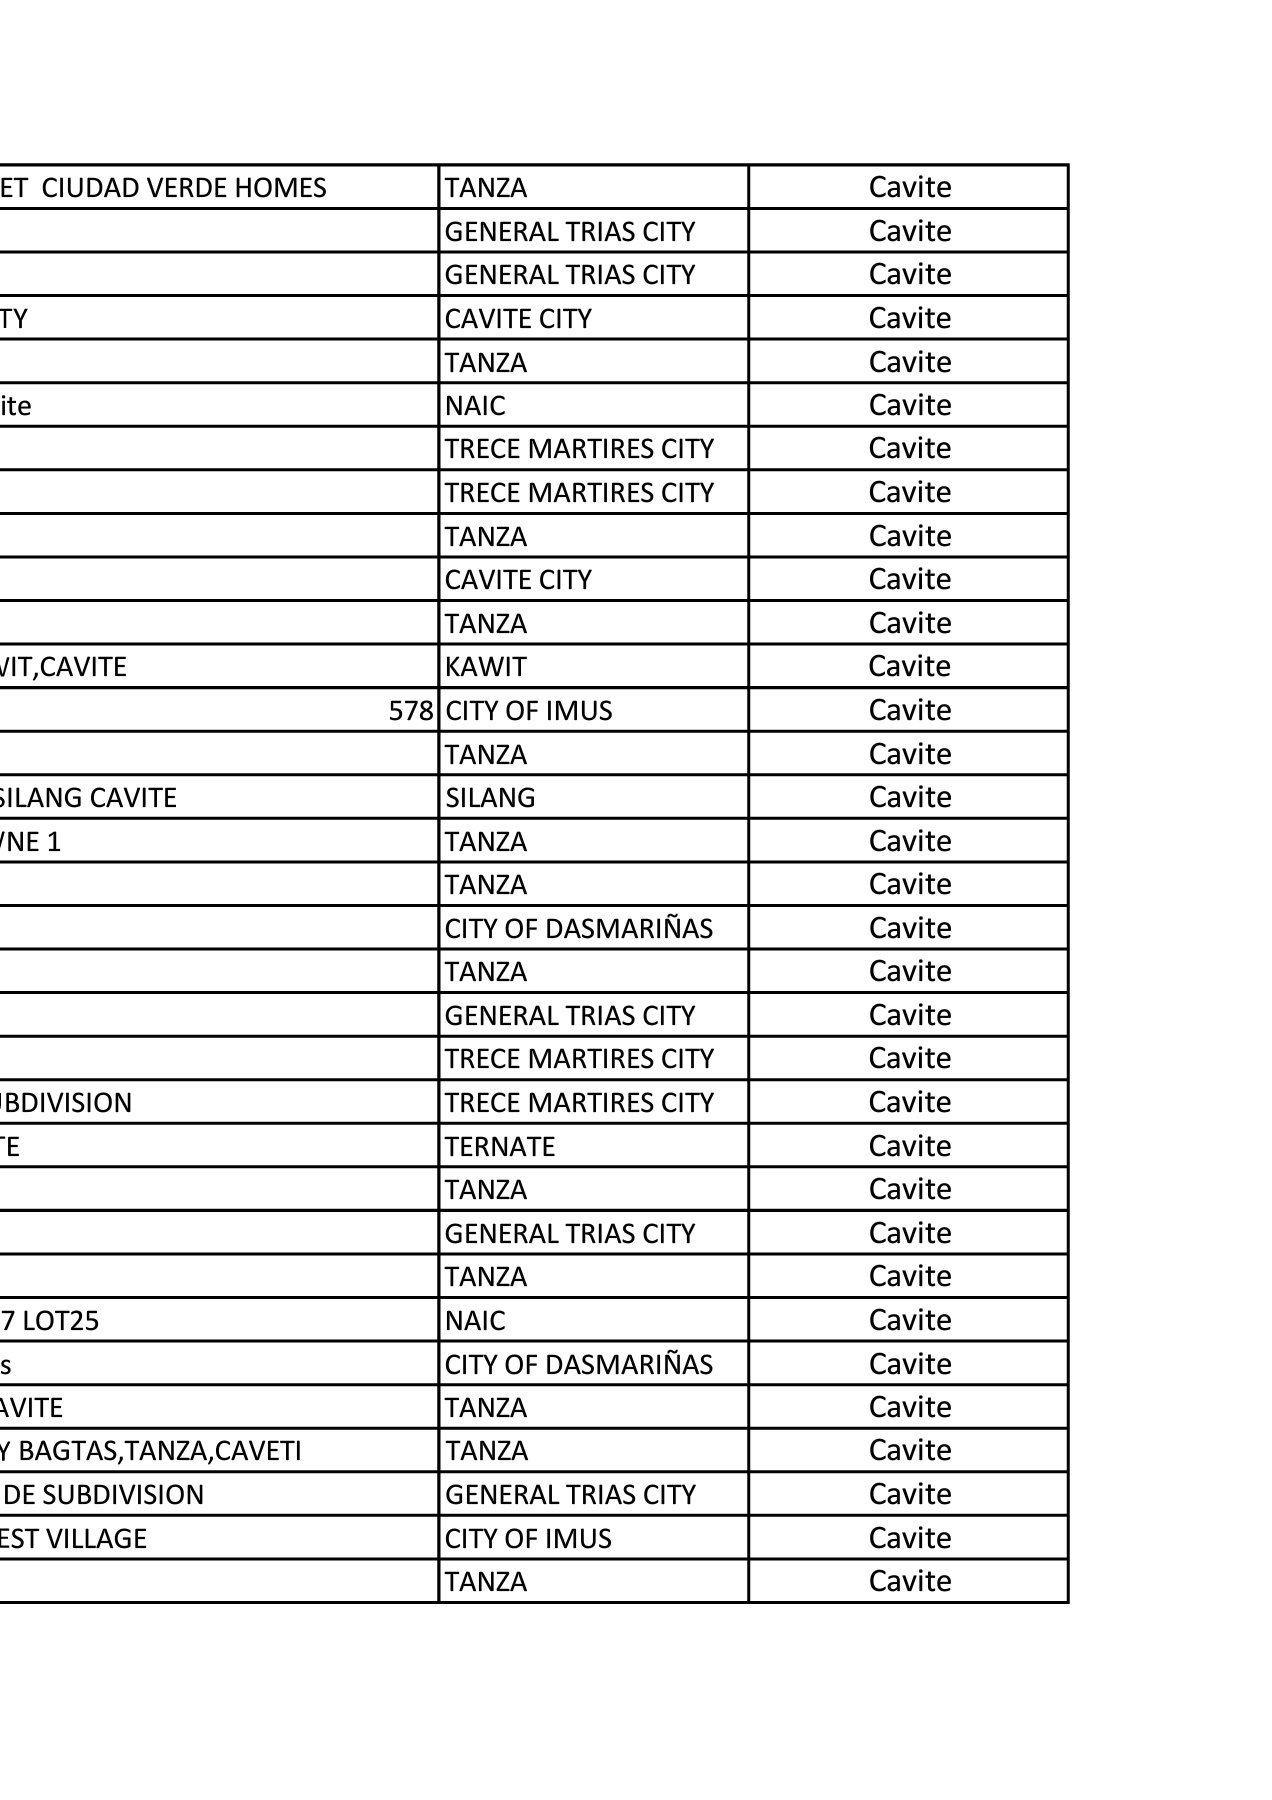 ET  CIUDAD VERDE HOMES TANZA Cavite
GENERAL TRIAS CITY Cavite
GENERAL TRIAS CITY Cavite
TY CAVITE CITY Cavite
TANZA Cavite
ite NAIC Cavite
TRECE MARTIRES CITY Cavite
TRECE MARTIRES CITY Cavite
TANZA Cavite
CAVITE CITY Cavite
TANZA Cavite
WIT,CAVITE KAWIT Cavite
578 CITY OF IMUS Cavite
TANZA Cavite
SILANG CAVITE SILANG Cavite
WNE 1 TANZA Cavite
TANZA Cavite
CITY OF DASMARIÑAS Cavite
TANZA Cavite
GENERAL TRIAS CITY Cavite
TRECE MARTIRES CITY Cavite
UBDIVISION TRECE MARTIRES CITY Cavite
TE TERNATE Cavite
TANZA Cavite
GENERAL TRIAS CITY Cavite
TANZA Cavite
7 LOT25 NAIC Cavite
s CITY OF DASMARIÑAS Cavite
AVITE TANZA Cavite
Y BAGTAS,TANZA,CAVETI TANZA Cavite
DE SUBDIVISION GENERAL TRIAS CITY Cavite
EST VILLAGE CITY OF IMUS Cavite
TANZA Cavite